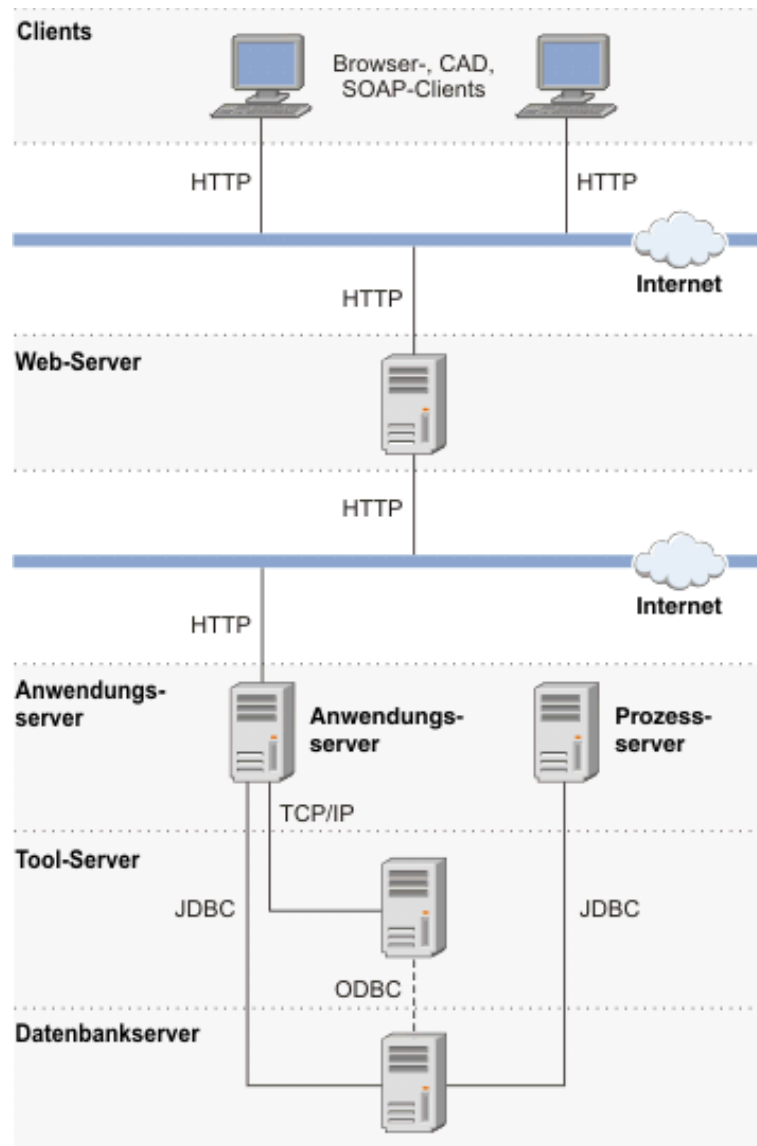 Clients
Browser-, CAD,
SOAP-Clients
HTTP
HTTP
Internet
HTTP
Web-Server
HTTP
Internet
HTTP
Anwendungs-
server
Anwendungs-
server
Prozess-
server
TCP/IP
Tool-Server
JDBC
JDBC
ODBC
Datenbankserver